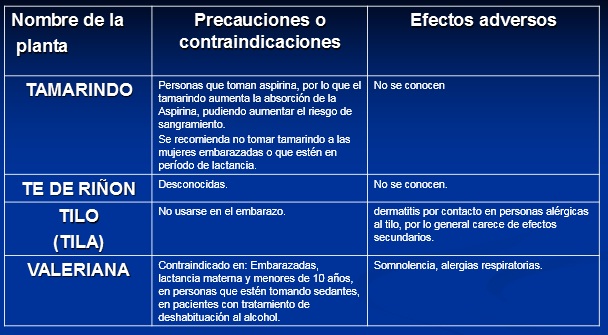 Nombre de la
planta
Precauciones o
contraindicaciones
Efectos adversos
TAMARINDO
Personas que toman aspirina, por lo que el
tamarindo aumenta la absorción de la
Aspirina, pudiendo aumentar el riesgo de
sangramiento.
Se recomienda no tomar tamarindo a las
mujeres embarazadas o que estén en
período de lactancia.
No se conocen
TE DE RIÑON
Desconocidas.
No se conocen.
TILO
(TILA)
No usarse en el embarazo.
dermatitis por contacto en personas alérgicas
al tilo, por lo general carece de efectos
secundarios.
VALERIANA
Contraindicado en: Embarazadas,
lactancia materna y menores de 10 años,
en personas que estén tomando sedantes,
en pacientes con tratamiento de
deshabituación al alcohol.
Somnolencia, alergias respiratorias.